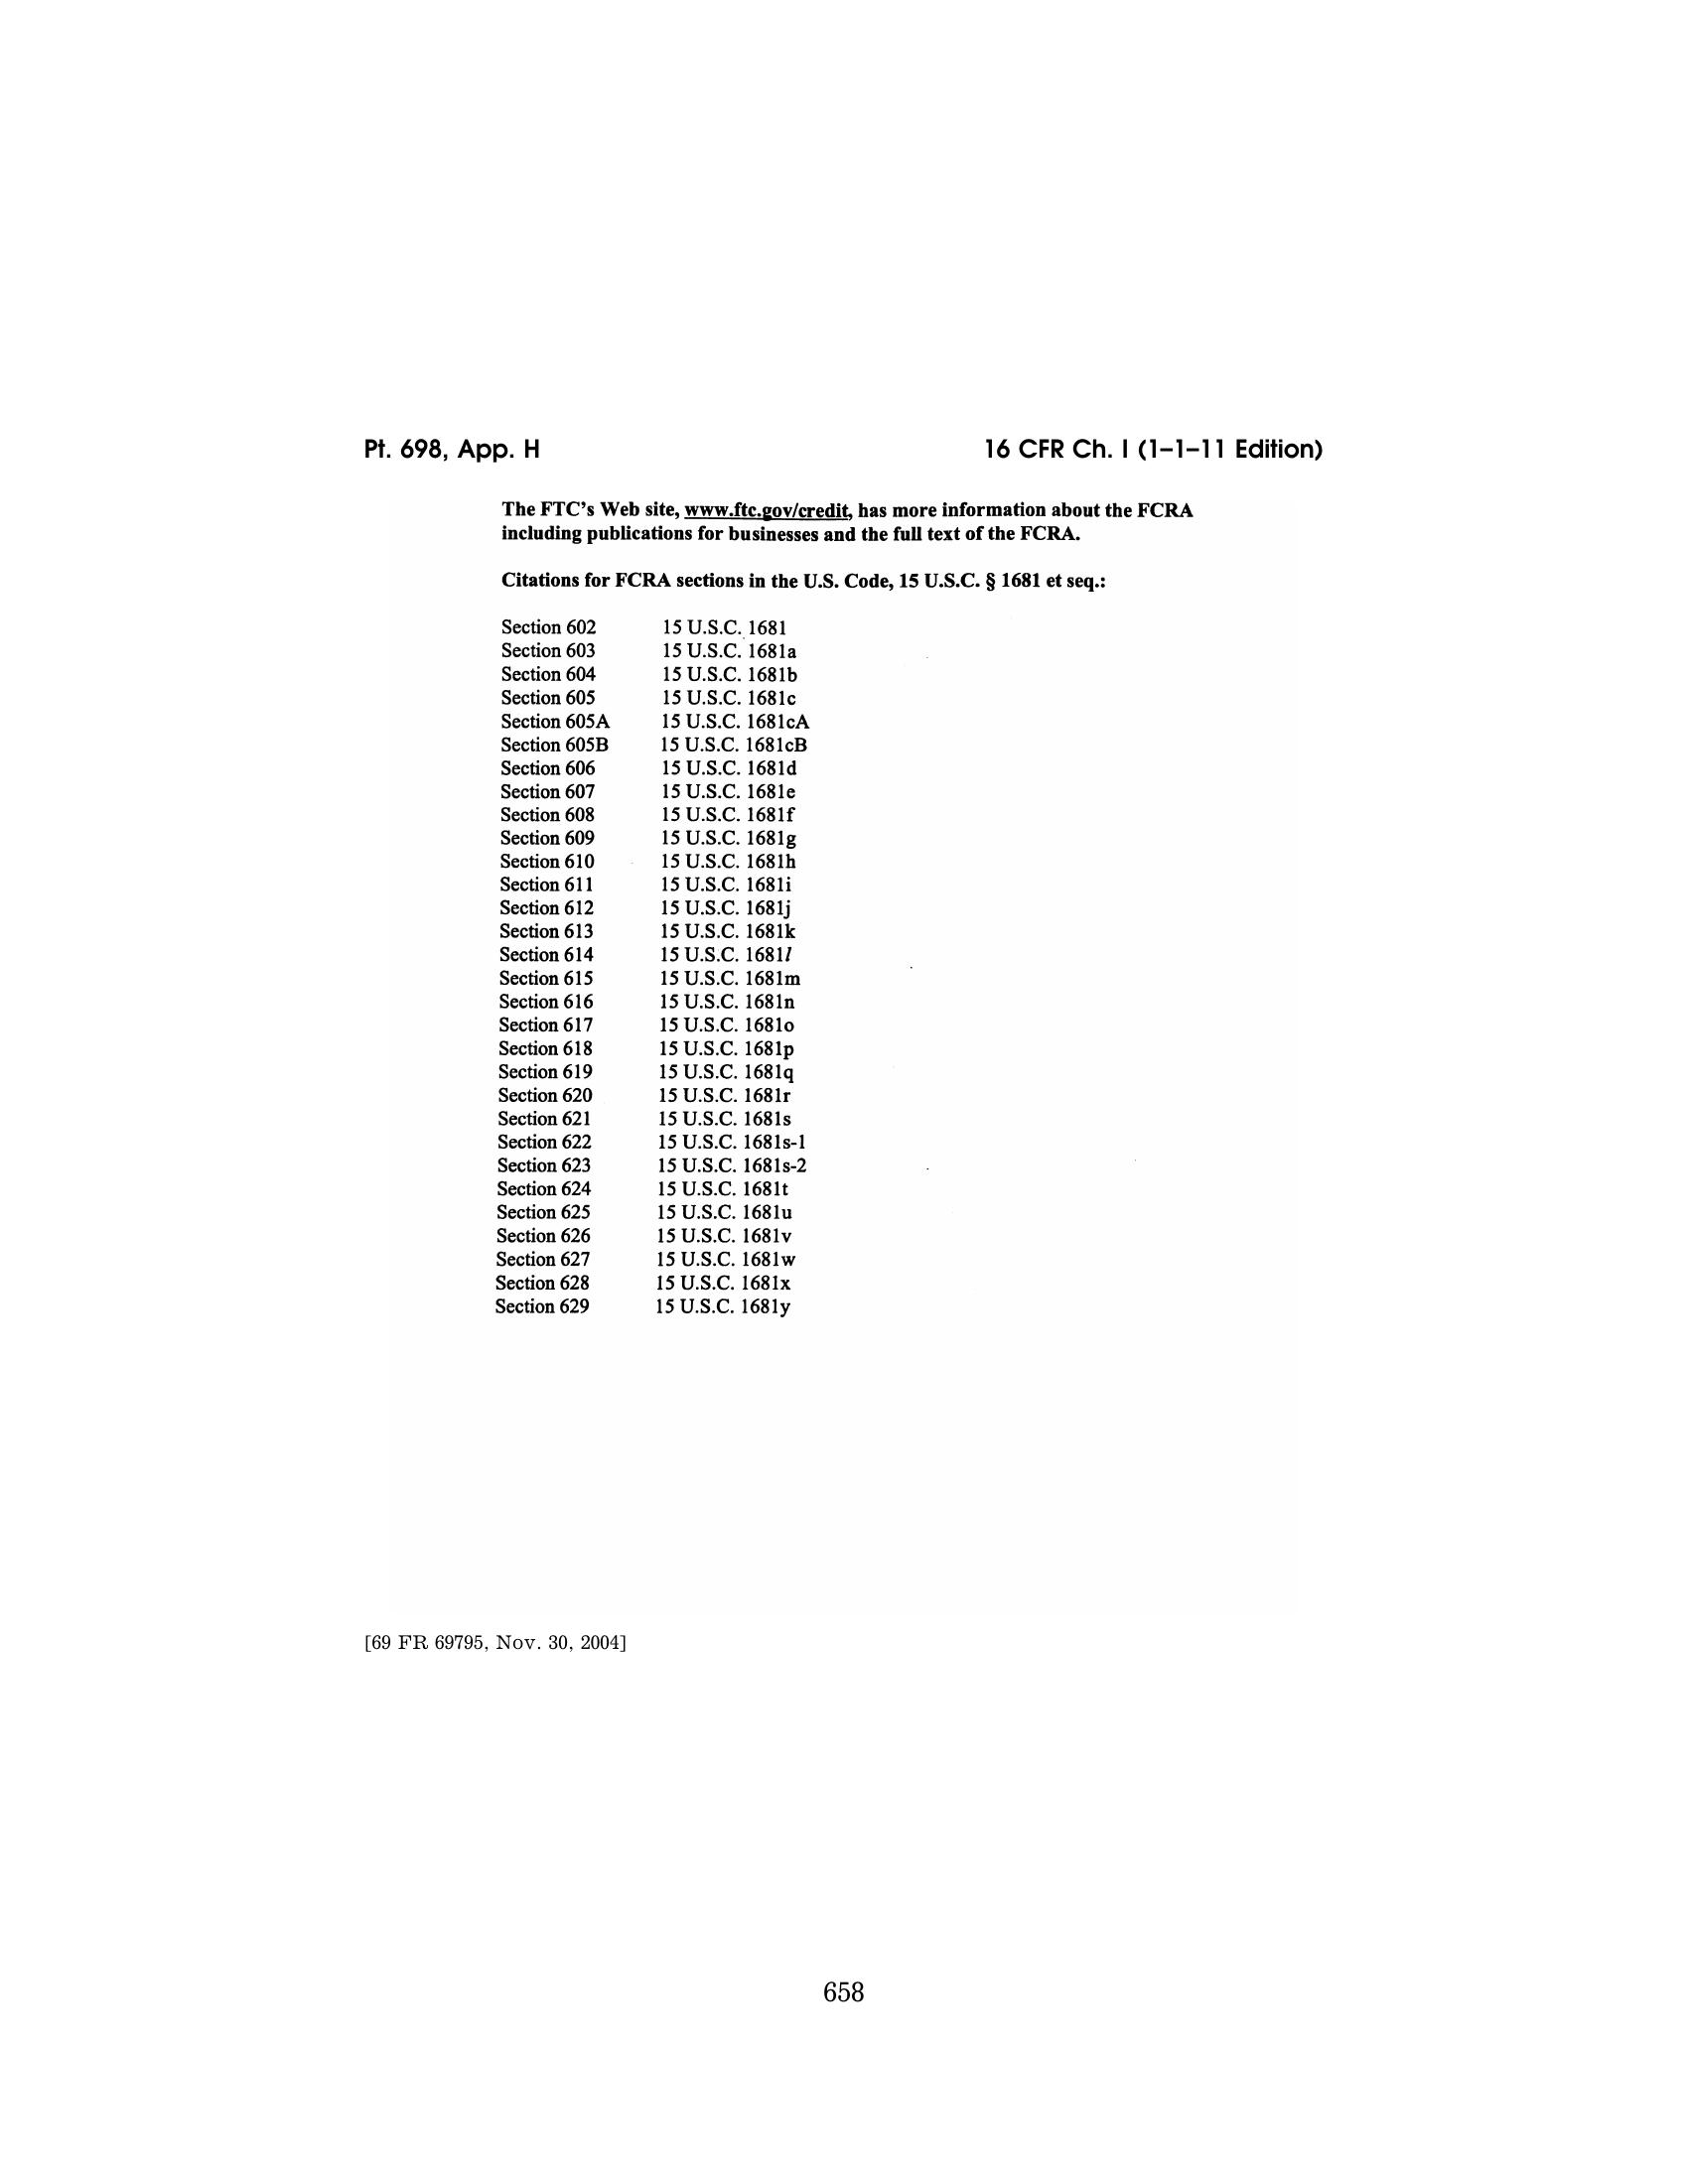 Pt. 698, App. H
16 CFR Ch. I (1–1–11 Edition)
The FTC's Web site, www.ftc.gov/credit, has more information about the FCRA
including publications for businesses and the full text of the FCRA.
Citations for FCRA sections in the U.S. Code, 15 U.S.C. § 1681 et seq.:
Section 602 15 U.S.C. 1681
Section 603 15 U.S.C. 1681a
Section 604 15 U.S.C. 1681b
Section 605 15 U.S.C. 1681c
Section 605A 15 U.S.C. 1681cA
Section 605B 15 U.S.C. 1681cB
Section 606 15 U.S.C. 1681d
Section 607 15 U.S.C. 1681e
Section 608 15 U.S.C. 1681f
Section 609 15 U.S.C. 1681g
Section 610 15 U.S.C. 1681h
Section 611 15 U.S.C. 1681i
Section 612 15 U.S.C. 1681j
Section 613 15 U.S.C. 1681k
Section 614 15 U.S.C. 1681l
Section 615 15 U.S.C. 1681m
Section 616 15 U.S.C. 1681n
Section 617 15 U.S.C. 1681o
Section 618 15 U.S.C. 1681p
Section 619 15 U.S.C. 1681q
Section 620 15 U.S.C. 1681r
Section 621 15 U.S.C. 1681s
Section 622 15 U.S.C. 1681s-1
Section 623 15 U.S.C. 1681s-2
Section 624 15 U.S.C. 1681t
Section 625 15 U.S.C. 1681u
Section 626 15 U.S.C. 1681v
Section 627 15 U.S.C. 1681w
Section 628 15 U.S.C. 1681x
Section 629 15 U.S.C. 1681y
[69 FR 69795, Nov. 30, 2004]
658